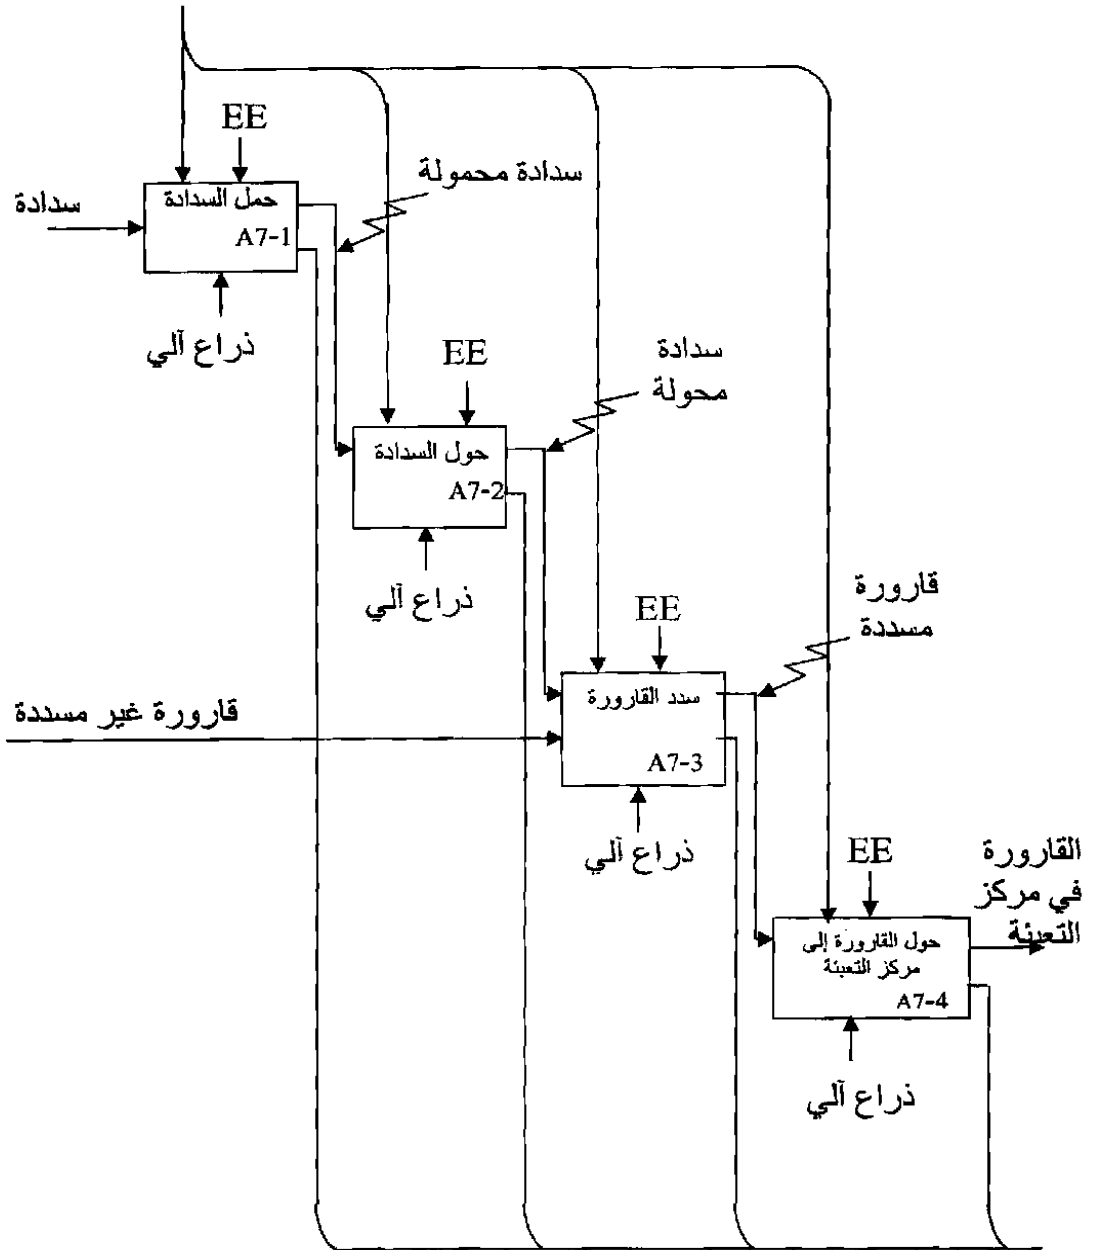 EE
سدادة محمولة
سدادة
حمل السدادة
A7-1
ذراع آلي
EE
سدادة
محولة
حول السدادة
A7-2
ذراع آلي
قارورة
مسددة
EE
سدد القارورة
A7-3
قارورة غير مسددة
ذراع آلي
EE
القارورة
في مركز
التعبئة
حول القارورة إلى
مركز التعبئة
A7-4
ذراع آلي